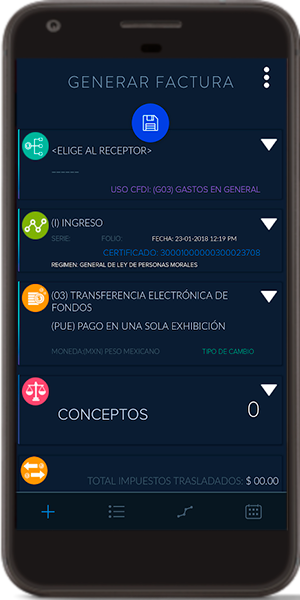 GENERAR FACTURA
<ELIGE AL RECEPTOR>
______
USO CFDI: (G03) GASTOS EN GENERAL
(I) INGRESO
SERIE: FOLIO: FECHA: 23-01-2018 12:19 PM
CERTIFICADO: 30001000000300023708
REGIMEN: GENERAL DE LEY DE PERSONAS MORALES
(03) TRANSFERENCIA ELECTRÓNICA DE
FONDOS
(PUE) PAGO EN UNA SOLA EXHIBICIÓN
MONEDA:(MXN) PESO MEXICANO TIPO DE CAMBIO
CONCEPTOS 0
TOTAL IMPUESTOS TRASLADADOS: $ 00.00